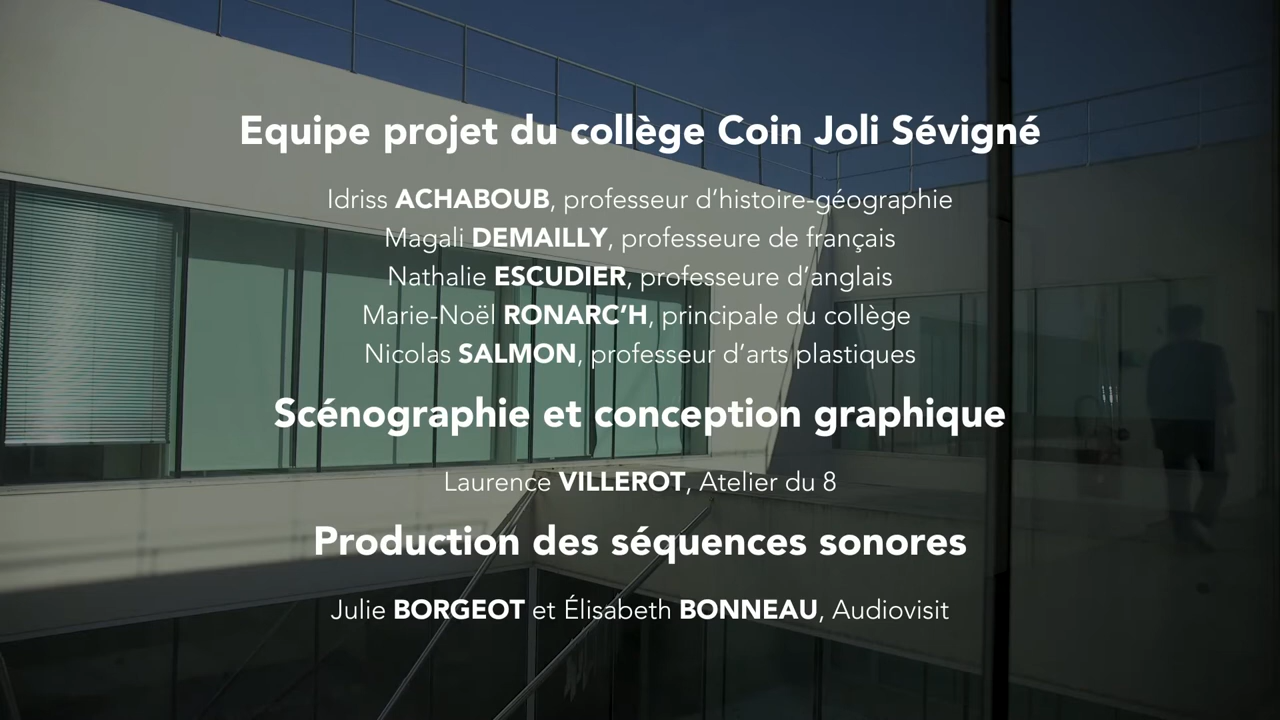 Equipe projet du collège Coin Joli Sévigné
Idriss ACHABOUB, professeur d’histoire-géographie
Magali DEMAILLY, professeure de français
Nathalie ESCUDIER, professeure d’anglais
Marie-Noël RONARC’H, principale du collège
Nicolas SALMON, professeur d’arts plastiques
Scénographie et conception graphique
Laurence VILLEROT, Atelier du 8
Production des séquences sonores
Julie BORGEOT et Élisabeth BONNEAU, Audiovisit